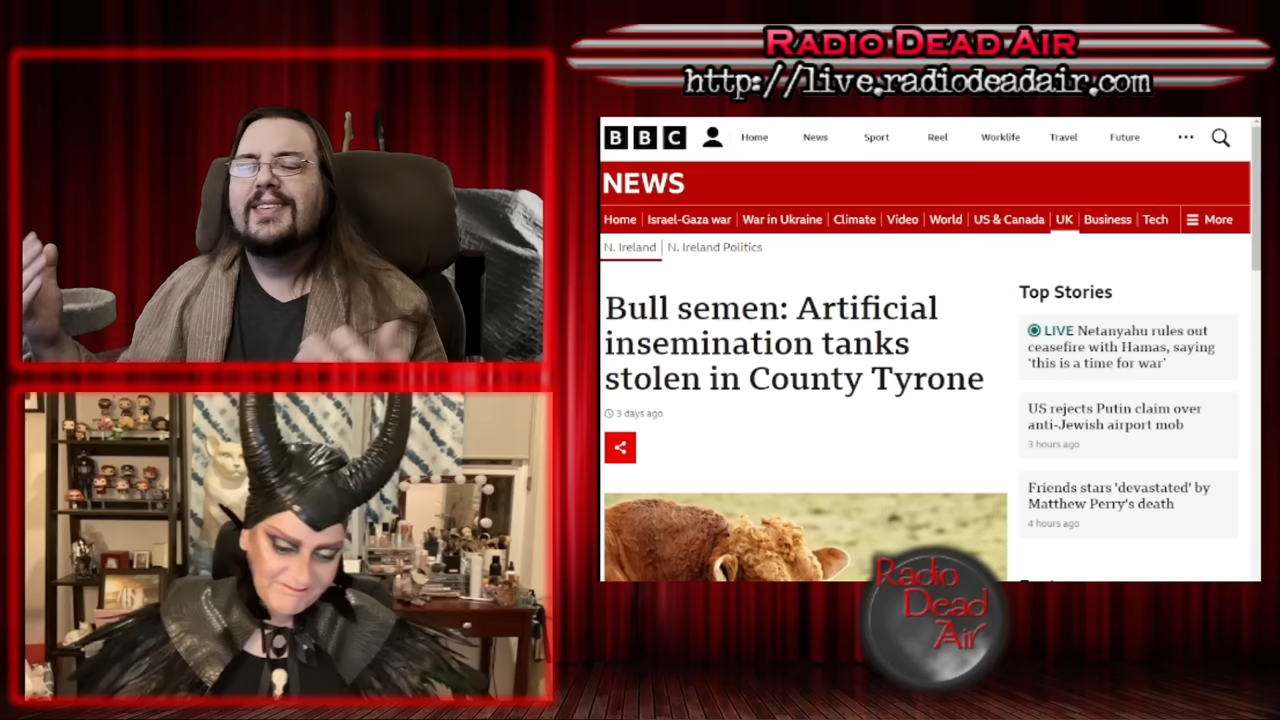 Radio Dead Air
http://live.radiodeadair.com
BBC Home News Sport Reel Worklife Travel Future ...
NEWS
Home Israel-Gaza war War in Ukraine Climate Video World US & Canada UK Business Tech More
N. Ireland N. Ireland Politics
Bull semen: Artificial
insemination tanks
stolen in County Tyrone
3 days ago
Top Stories
LIVE Netanyahu rules out
ceasefire with Hamas, saying
'this is a time for war'
US rejects Putin claim over
anti-Jewish airport mob
3 hours ago
Friends stars 'devastated' by
Matthew Perry's death
4 hours ago
Radio
Dead
Air